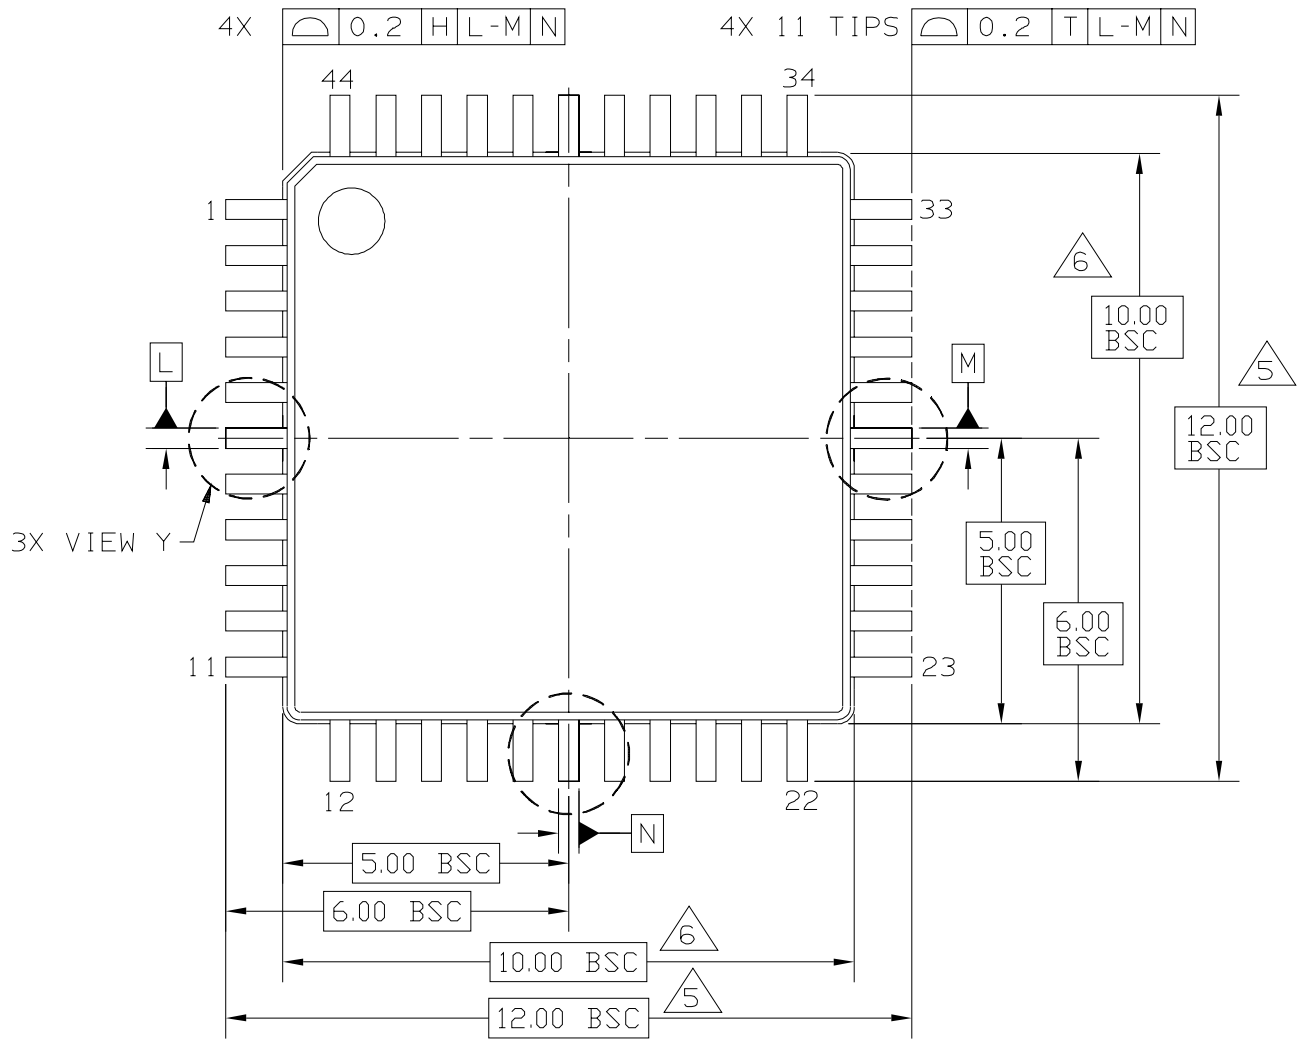 4X ⌓ 0.2 H L-M N
4X 11 TIPS ⌓ 0.2 T L-M N
44
34
1
33
6
10.00
BSC
5
L
M
12.00
BSC
3X VIEW Y
5.00
BSC
6.00
BSC
11
23
12
22
N
5.00 BSC
6.00 BSC
6
10.00 BSC
5
12.00 BSC